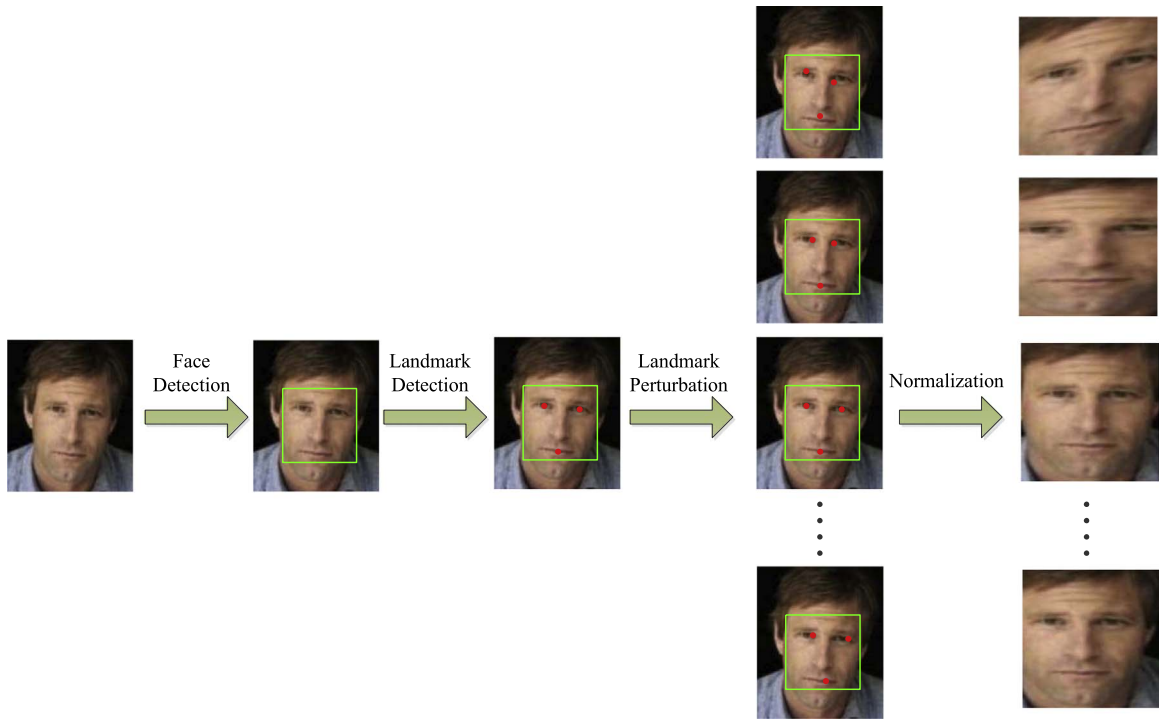 Face
Detection
Landmark
Detection
Landmark
Perturbation
Normalization